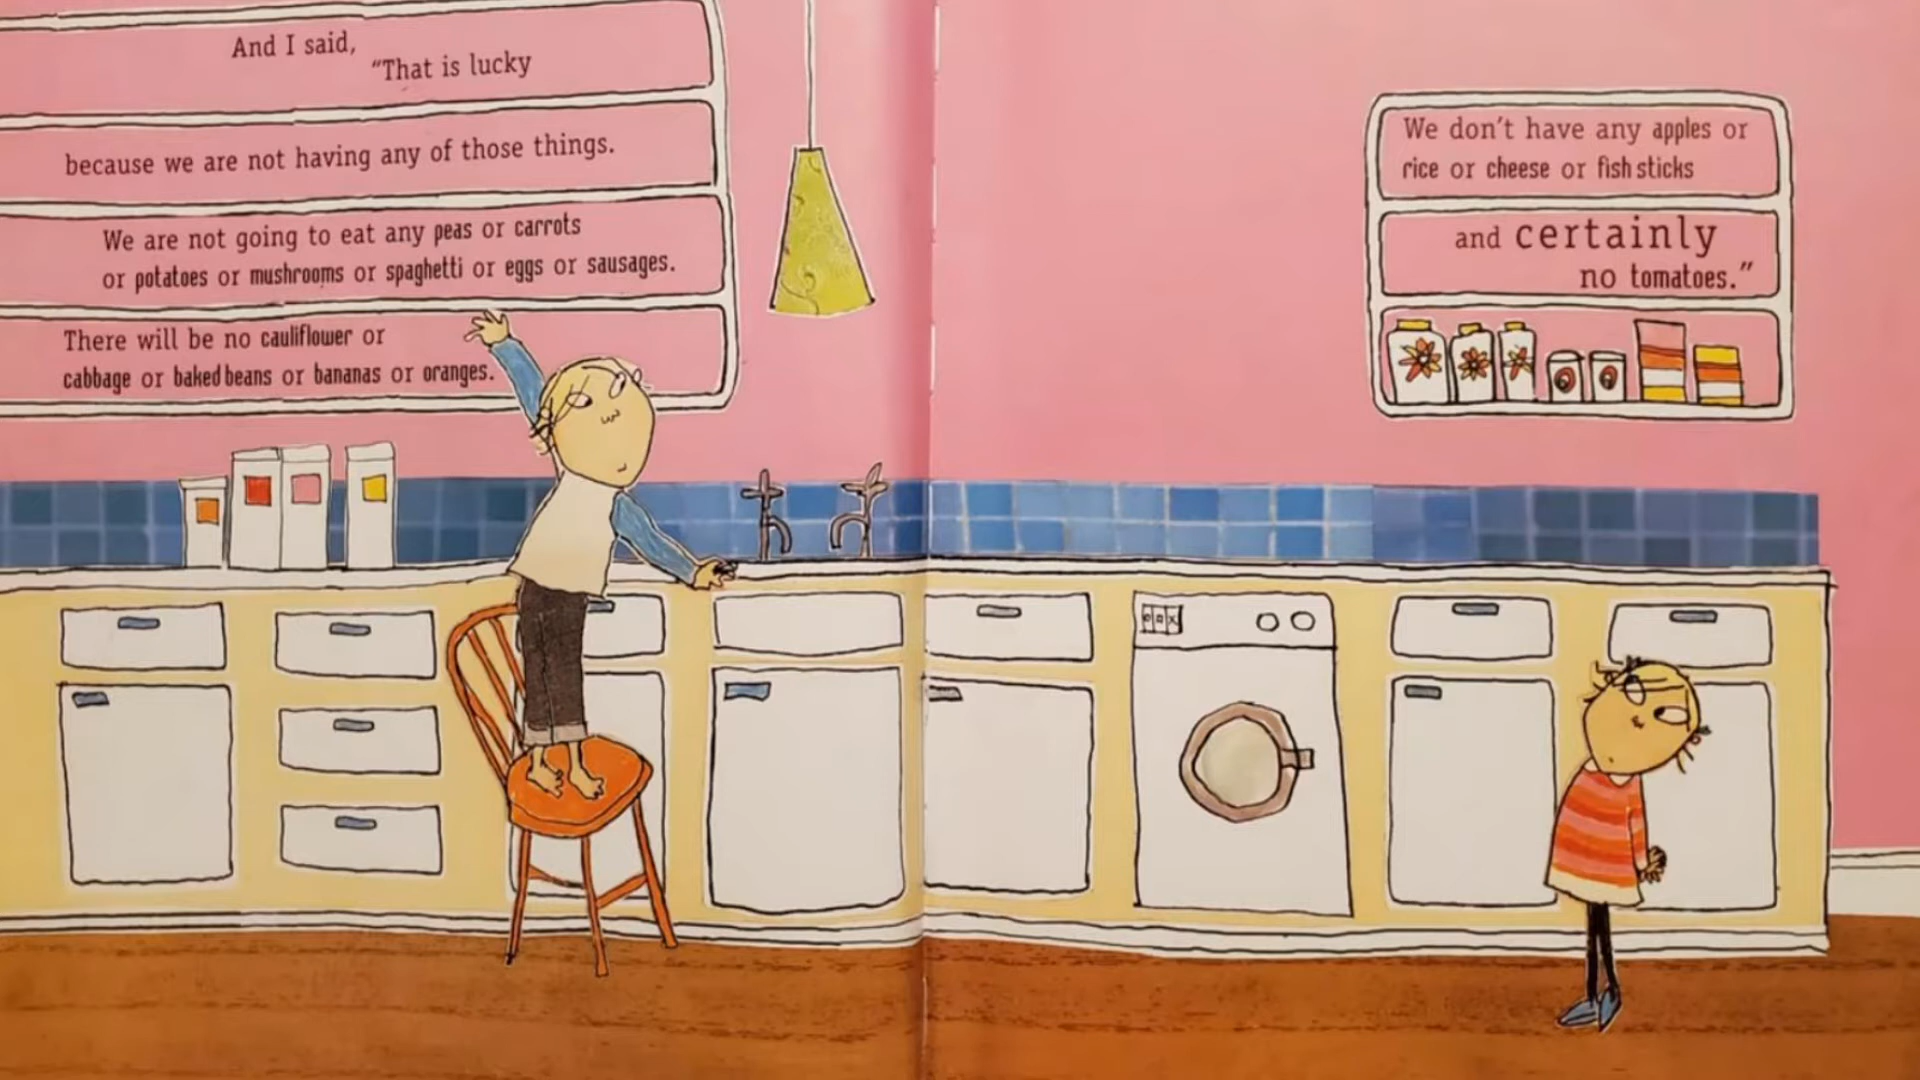 And I said,
"That is lucky
because we are not having any of those things.
We are not going to eat any peas or carrots
or potatoes or mushrooms or spaghetti or eggs or sausages.
There will be no cauliflower or
cabbage or baked beans or bananas or oranges.
We don't have any apples or
rice or cheese or fish sticks
and certainly
no tomatoes."